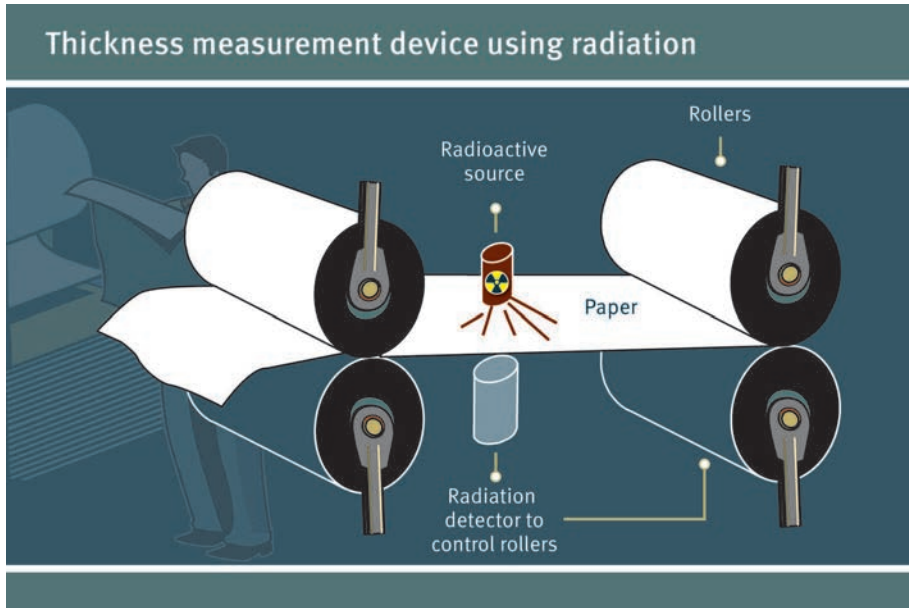 Thickness measurement device using radiation
Rollers
Radioactive
source
Paper
Radiation
detector to
control rollers